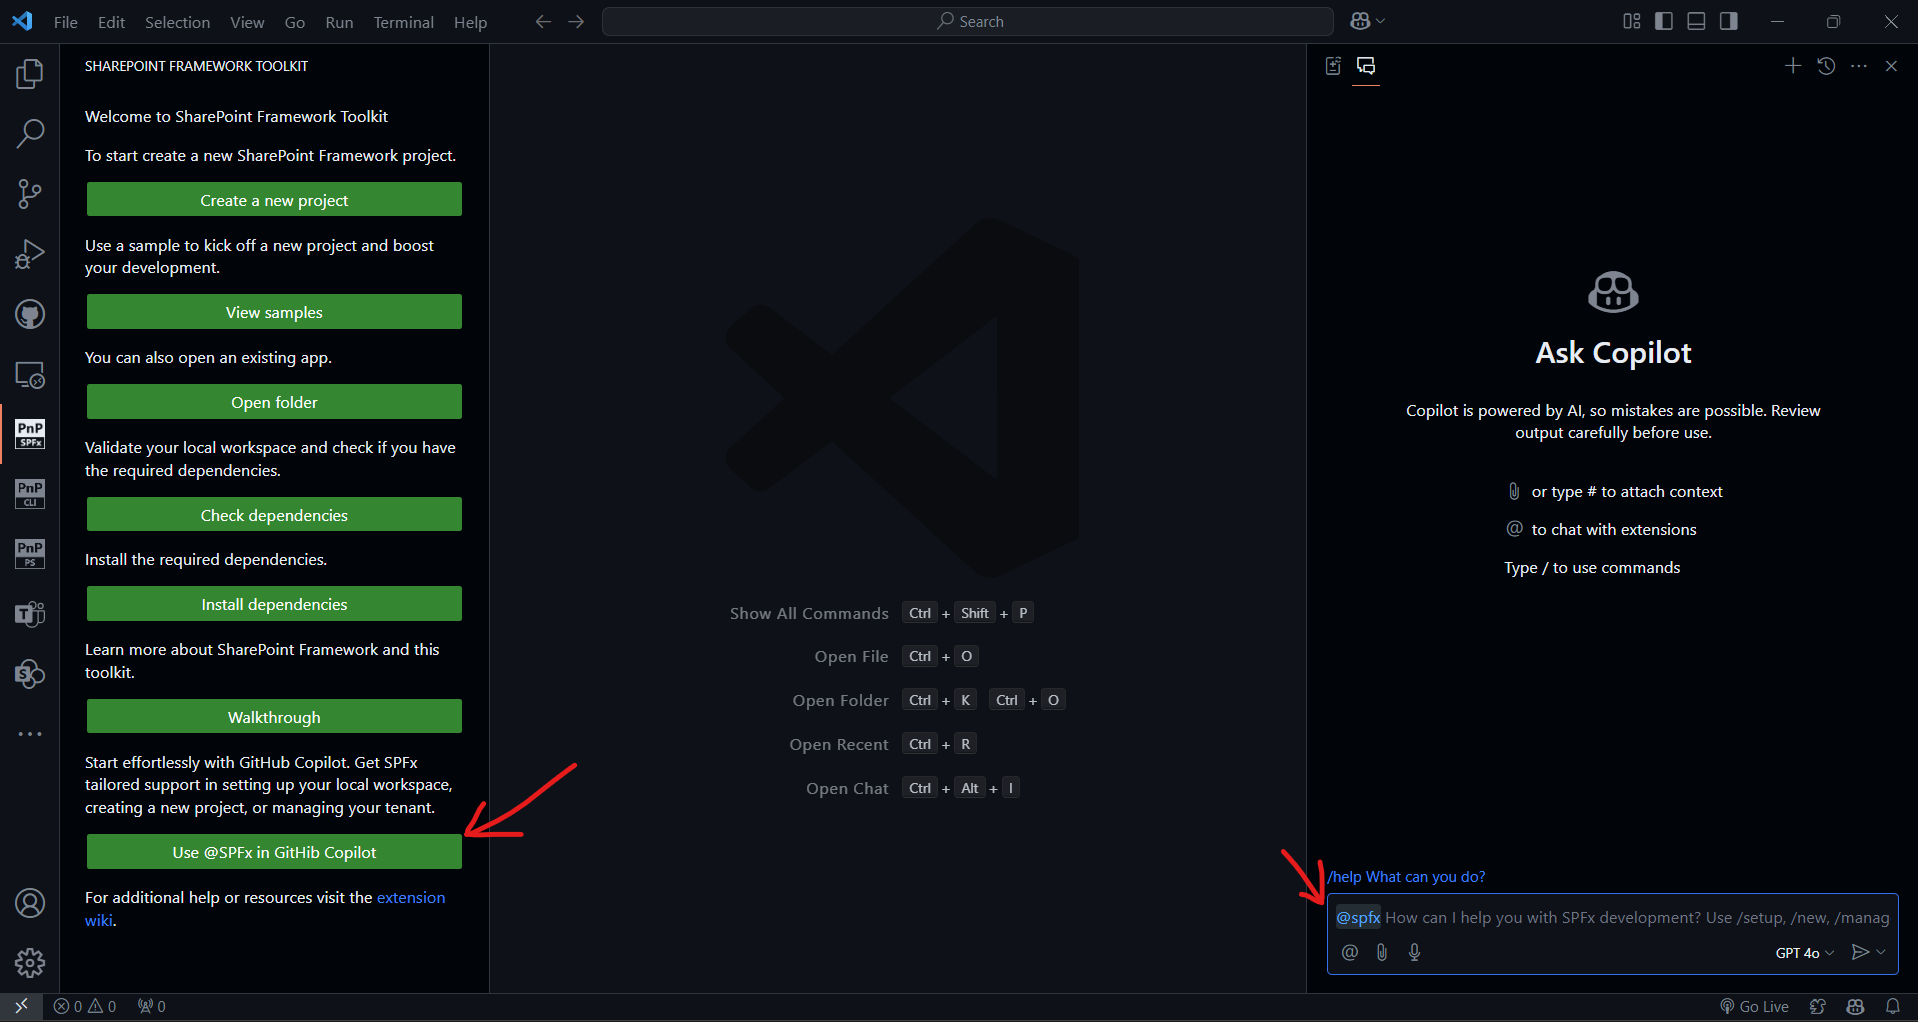 File Edit Selection View Go Run Terminal Help
Search
SHAREPOINT FRAMEWORK TOOLKIT
Welcome to SharePoint Framework Toolkit
To start create a new SharePoint Framework project.
Create a new project
Use a sample to kick off a new project and boost
your development.
View samples
You can also open an existing app.
Open folder
Validate your local workspace and check if you have
the required dependencies.
Check dependencies
Install the required dependencies.
Install dependencies
Learn more about SharePoint Framework and this
toolkit.
Walkthrough
Start effortlessly with GitHub Copilot. Get SPFx
tailored support in setting up your local workspace,
creating a new project, or managing your tenant.
Use @SPFx in GitHib Copilot
For additional help or resources visit the extension
wiki.
PnP
SPFx
PnP
CLI
PnP
PS
T
S
Show All Commands Ctrl + Shift + P
Open File Ctrl + O
Open Folder Ctrl + K Ctrl + O
Open Recent Ctrl + R
Open Chat Ctrl + Alt + I
Ask Copilot
Copilot is powered by AI, so mistakes are possible. Review
output carefully before use.
or type # to attach context
@ to chat with extensions
Type / to use commands
/help What can you do?
@spfx How can I help you with SPFx development? Use /setup, /new, /manag
@ GPT 4o
0 0 0
Go Live